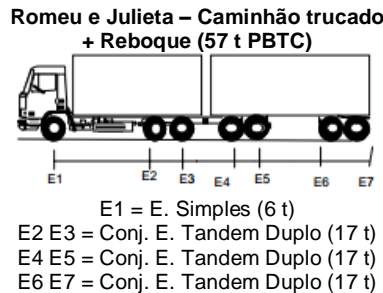 Romeu e Julieta – Caminhão trucado
+ Reboque (57 t PBTC)
E1 E2 E3 E4 E5 E6 E7
E1 = E. Simples (6 t)
E2 E3 = Conj. E. Tandem Duplo (17 t)
E4 E5 = Conj. E. Tandem Duplo (17 t)
E6 E7 = Conj. E. Tandem Duplo (17 t)